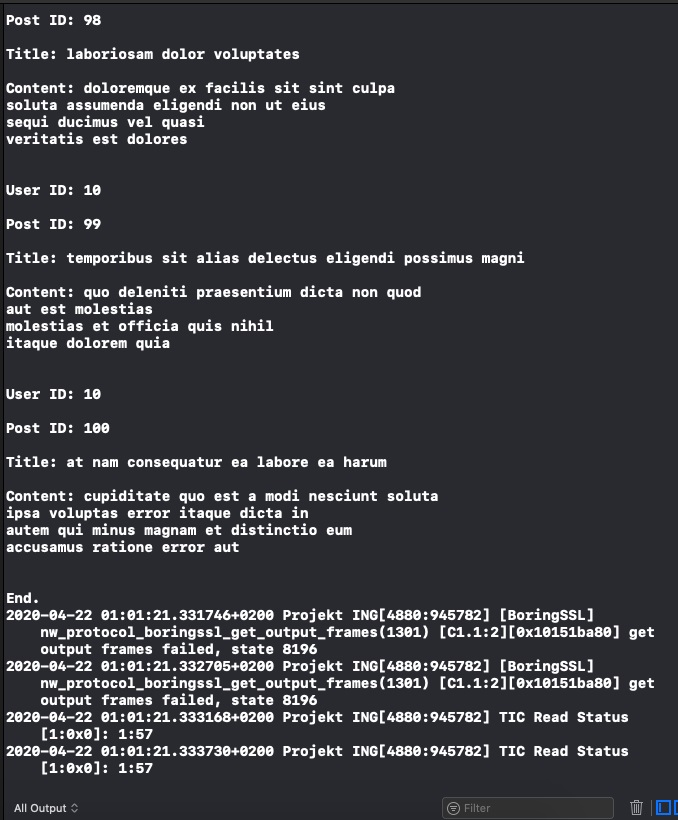 Post ID: 98
Title: laboriosam dolor voluptates
Content: doloremque ex facilis sit sint culpa
soluta assumenda eligendi non ut eius
sequi ducimus vel quasi
veritatis est dolores
User ID: 10
Post ID: 99
Title: temporibus sit alias delectus eligendi possimus magni
Content: quo deleniti praesentium dicta non quod
aut est molestias
molestias et officia quis nihil
itaque dolorem quia
User ID: 10
Post ID: 100
Title: at nam consequatur ea labore ea harum
Content: cupiditate quo est a modi nesciunt soluta
ipsa voluptas error itaque dicta in
autem qui minus magnam et distinctio eum
accusamus ratione error aut
End.
2020-04-22 01:01:21.331746+0200 Projekt ING[4880:945782] [BoringSSL]
nw_protocol_boringssl_get_output_frames(1301) [C1.1:2][0x10151ba80] get
output frames failed, state 8196
2020-04-22 01:01:21.332705+0200 Projekt ING[4880:945782] [BoringSSL]
nw_protocol_boringssl_get_output_frames(1301) [C1.1:2][0x10151ba80] get
output frames failed, state 8196
2020-04-22 01:01:21.333168+0200 Projekt ING[4880:945782] TIC Read Status
[1:0x0]: 1:57
2020-04-22 01:01:21.333730+0200 Projekt ING[4880:945782] TIC Read Status
[1:0x0]: 1:57
All Output Filter